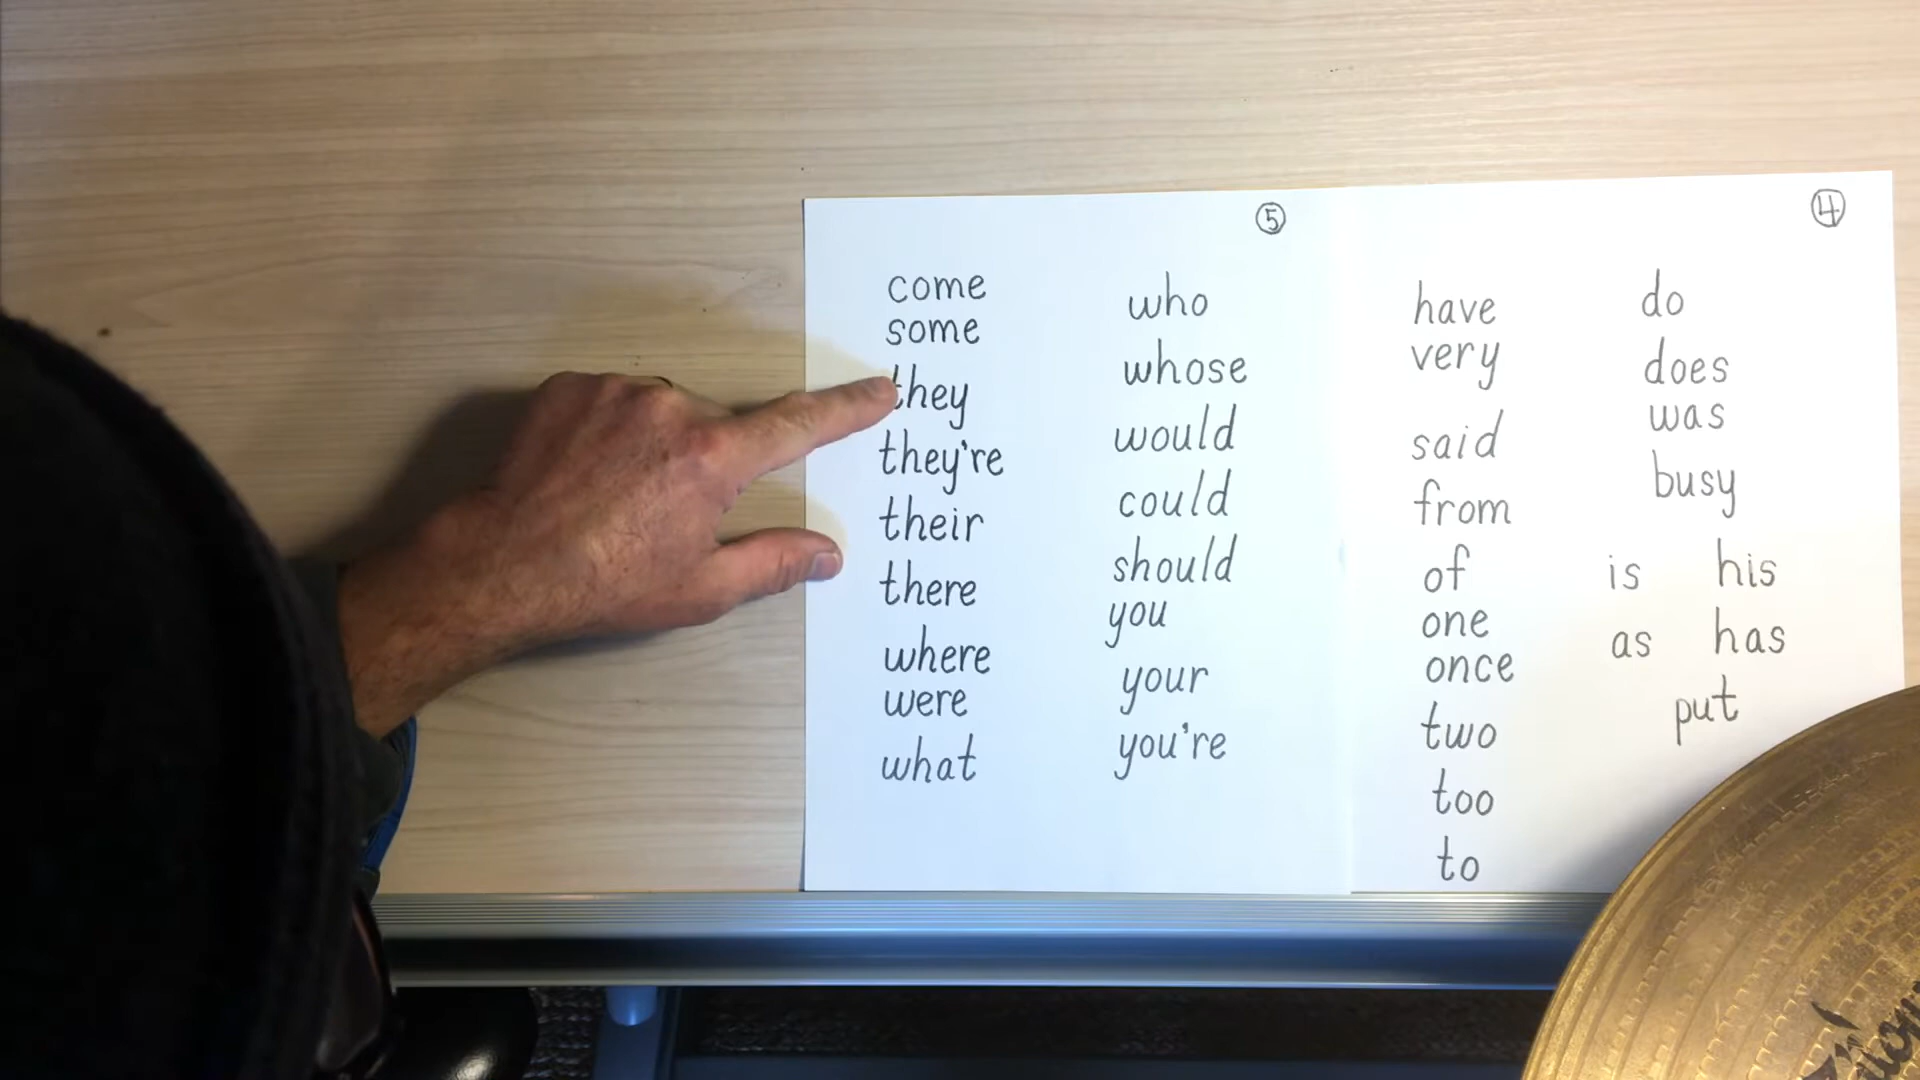 5
come
some
they
they're
their
there
where
were
what
who
whose
would
could
should
you
your
you're
4
have
very
said
from
of
one
once
two
too
to
do
does
was
busy
is his
as has
put